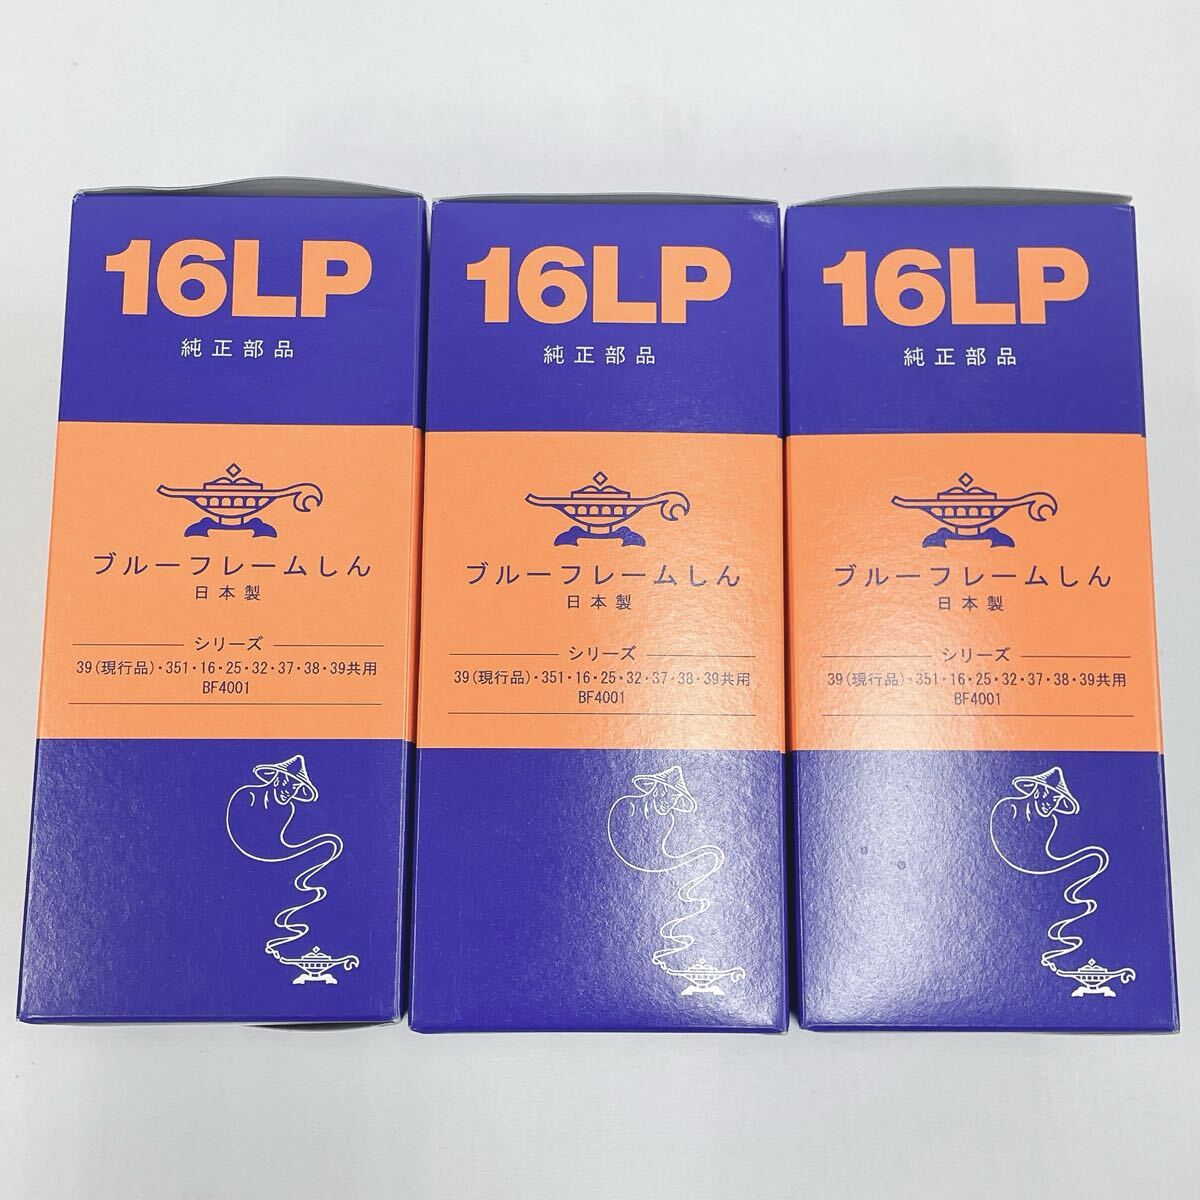 16LP
純正部品
ブルーフレームしん
日本製
シリーズ
39(現行品)・351・16・25・32・37・38・39共用
BF4001
16LP
純正部品
ブルーフレームしん
日本製
シリーズ
39(現行品)・351・16・25・32・37・38・39共用
BF4001
16LP
純正部品
ブルーフレームしん
日本製
シリーズ
39(現行品)・351・16・25・32・37・38・39共用
BF4001